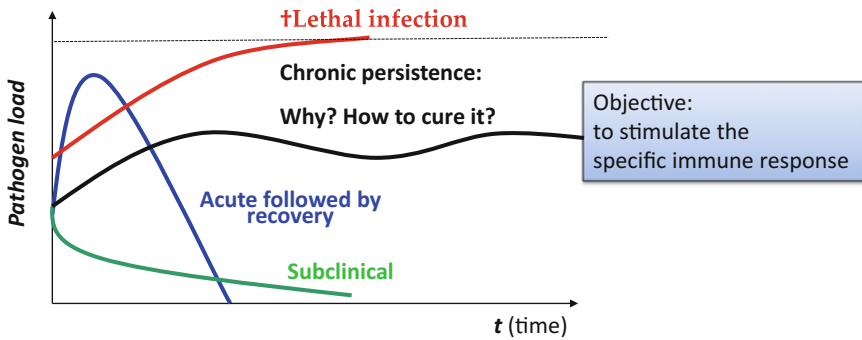 †Lethal infection
Chronic persistence:
Why? How to cure it?
Objective:
to stimulate the
specific immune response
Pathogen load
Acute followed by
recovery
Subclinical
t (time)